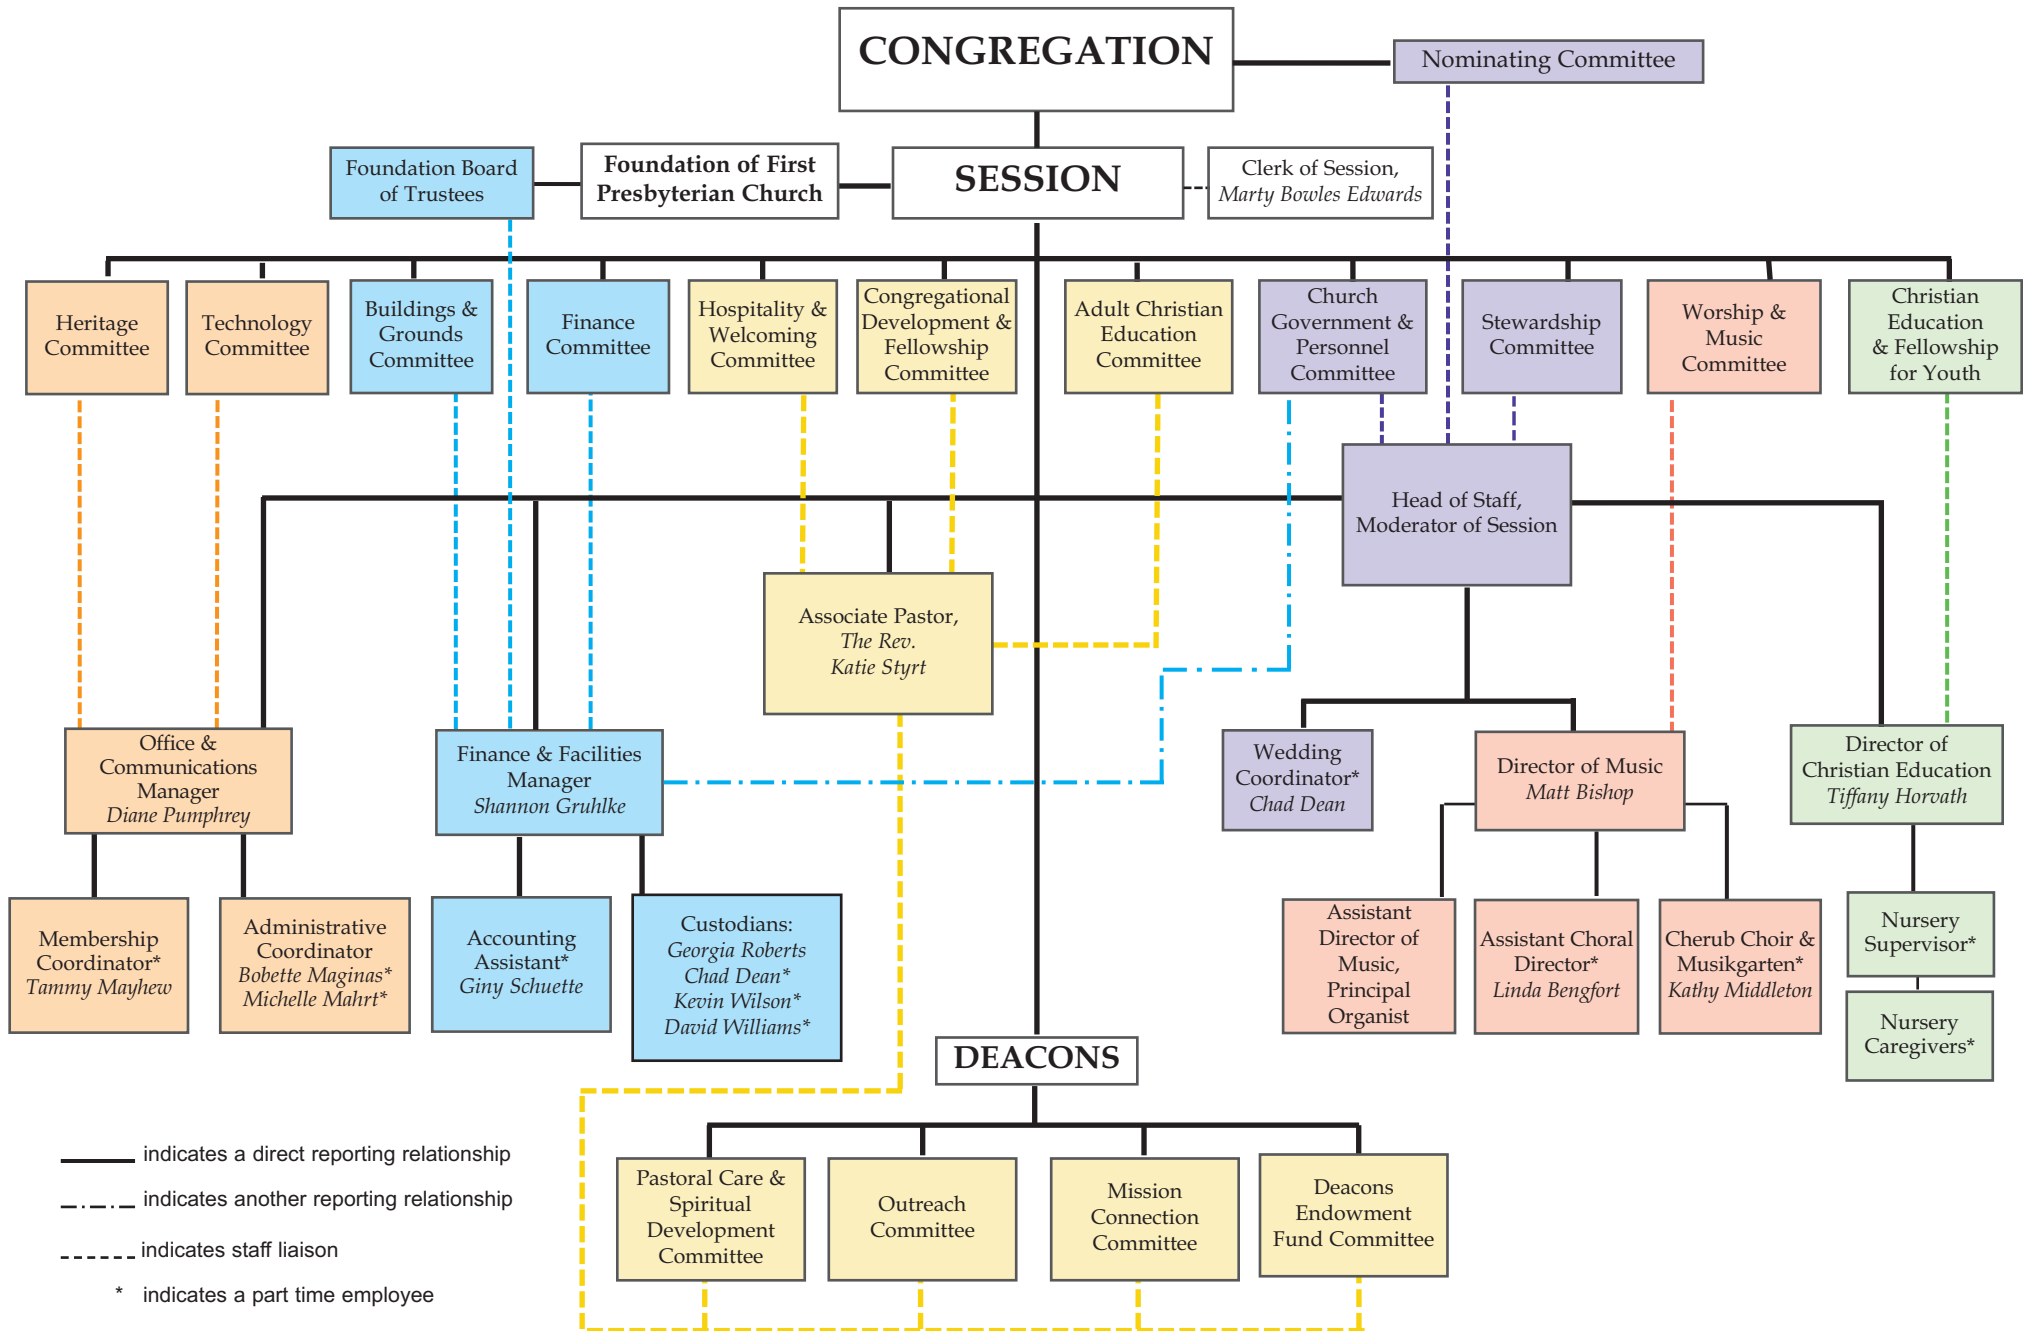 CONGREGATION
Nominating Committee
Foundation Board
of Trustees
Foundation of First
Presbyterian Church
SESSION
Clerk of Session,
Marty Bowles Edwards
Heritage
Committee
Technology
Committee
Buildings &
Grounds
Committee
Finance
Committee
Hospitality &
Welcoming
Committee
Congregational
Development &
Fellowship
Committee
Adult Christian
Education
Committee
Church
Government &
Personnel
Committee
Stewardship
Committee
Worship &
Music
Committee
Christian
Education
& Fellowship
for Youth
Head of Staff,
Moderator of Session
Associate Pastor,
The Rev.
Katie Styrt
Office &
Communications
Manager
Diane Pumphrey
Finance & Facilities
Manager
Shannon Gruhlke
Wedding
Coordinator*
Chad Dean
Director of Music
Matt Bishop
Director of
Christian Education
Tiffany Horvath
Membership
Coordinator*
Tammy Mayhew
Administrative
Coordinator
Bobette Maginas*
Michelle Mahrt*
Accounting
Assistant*
Giny Schuette
Custodians:
Georgia Roberts
Chad Dean*
Kevin Wilson*
David Williams*
Assistant
Director of
Music,
Principal
Organist
Assistant Choral
Director*
Linda Bengfort
Cherub Choir &
Musikgarten*
Kathy Middleton
Nursery
Supervisor*
Nursery
Caregivers*
DEACONS
Pastoral Care &
Spiritual
Development
Committee
Outreach
Committee
Mission
Connection
Committee
Deacons
Endowment
Fund Committee
indicates a direct reporting relationship
indicates another reporting relationship
indicates staff liaison
* indicates a part time employee